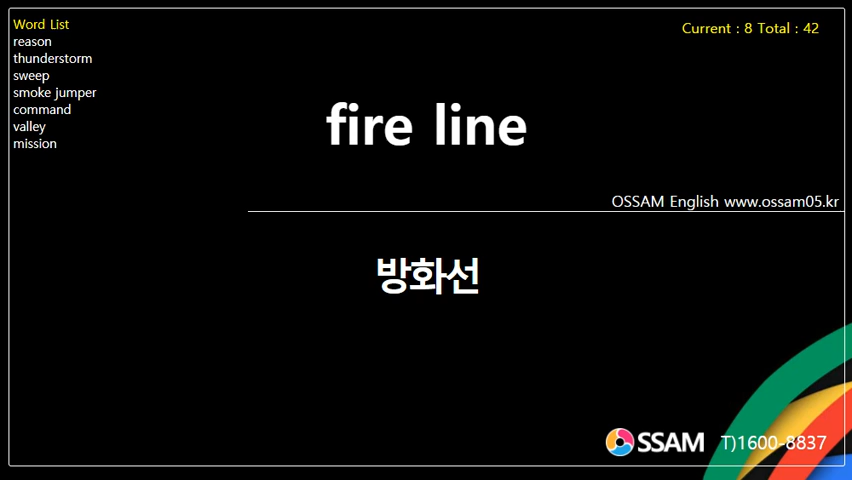 Word List
reason
thunderstorm
sweep
smoke jumper
command
valley
mission
Current : 8 Total : 42
fire line
OSSAM English www.ossam05.kr
방화선
OSSAM T)1600-8837